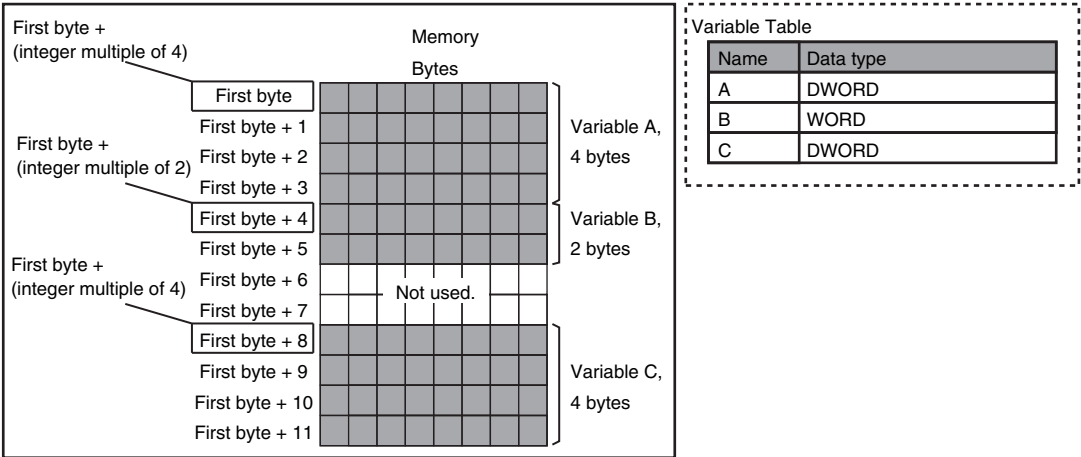 First byte +
(integer multiple of 4)
Memory
Bytes
First byte
First byte + 1
First byte + 2
First byte + 3
Variable A,
4 bytes
First byte +
(integer multiple of 2)
First byte + 4
First byte + 5
Variable B,
2 bytes
First byte +
(integer multiple of 4)
First byte + 6
First byte + 7
Not used.
First byte + 8
First byte + 9
First byte + 10
First byte + 11
Variable C,
4 bytes
Variable Table
Name Data type
A DWORD
B WORD
C DWORD